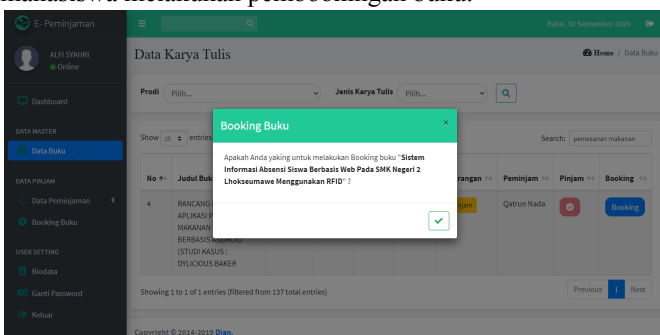 mahasiswa melakukan pembookingan buku.
E- Peminjaman
Rabu, 30 September 2020
ALFI SYAHRI
Online
Data Karya Tulis
Home / Data Buku
Dashboard
Prodi Pilih... Jenis Karya Tulis Pilih...
DATA MASTER
Data Buku
Booking Buku ×
Show 10 entries
Search: pemesanan makanan
Apakah Anda yaking untuk melakukan Booking buku "Sistem
Informasi Absensi Siswa Berbasis Web Pada SMK Negeri 2
Lhokseumawe Menggunakan RFID" ?
DATA PINJAM
Data Peminjaman
Booking Buku
No Judul Buk rangan Peminjam Pinjam Booking
4 RANCANG njam Qatrun Nada Booking
APLIKASI P
MAKANAN
BERBASIS ANDROID
(STUDI KASUS :
DYLICIOUS BAKER
USER SETTING
Biodata
Ganti Password
Keluar
Showing 1 to 1 of 1 entries (filtered from 137 total entries)
Previous 1 Next
Copyright © 2014-2019 Dian.